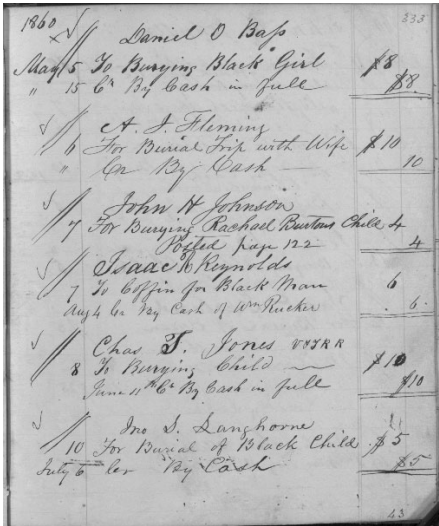 1860 333
Daniel O Bass
May 5 To Burying Black Girl $8
" 15 Cr By Cash in full $8
A. J. Fleming
6 For Burial Trip with Wife $10
" Cr By Cash 10
John H Johnson
7 For Burying Rachael Burtons Child 4
Posted page 122 4
Isaac R Reynolds
7 To Coffin for Black Man 6
Aug 4 Cr By Cash of Wm Rucker 6
Chas T. Jones V&TRR
8 To Burying Child $10
June 11th Cr By Cash in full $10
Jno S. Langhorne
10 For Burial of Black Child $5
July 6 Cr By Cash $5
43